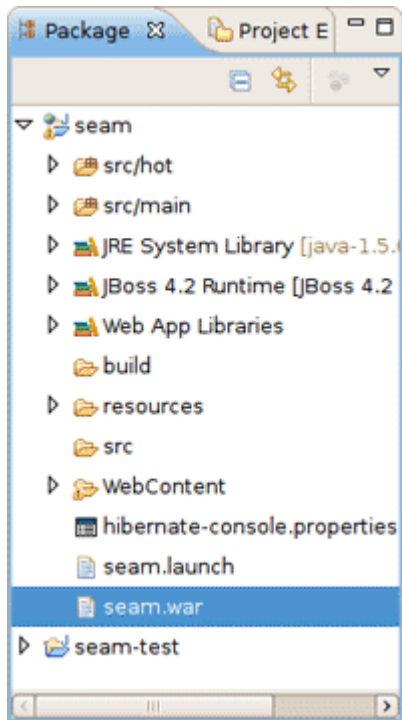 Package Project E
seam
src/hot
src/main
JRE System Library [java-1.5.
JBoss 4.2 Runtime [JBoss 4.2
Web App Libraries
build
resources
src
WebContent
hibernate-console.properties
seam.launch
seam.war
seam-test